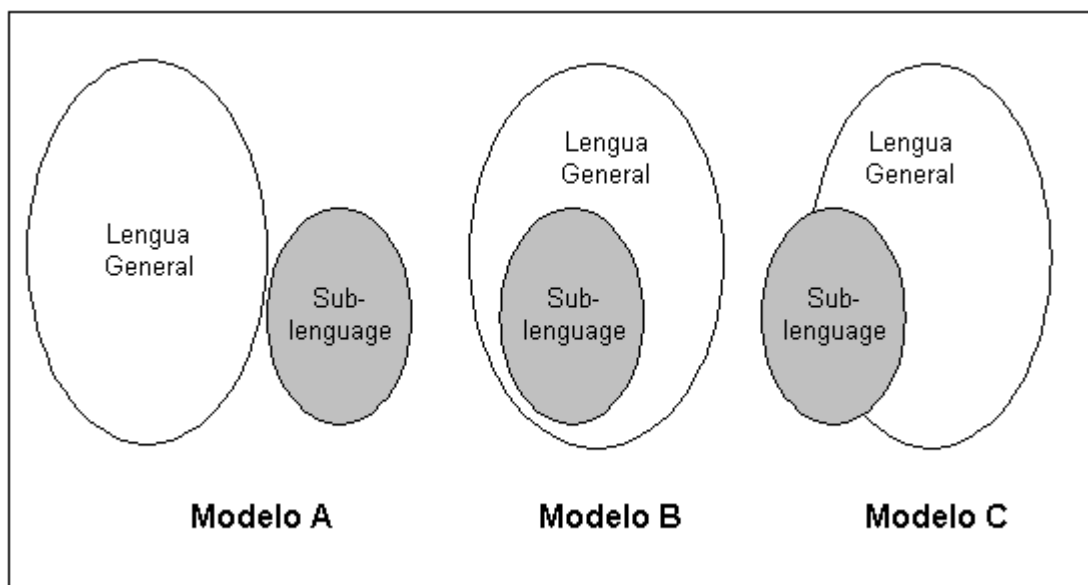 Lengua
General
Sub-
lenguage
Modelo A
Lengua
General
Sub-
lenguage
Modelo B
Lengua
General
Sub-
lenguage
Modelo C